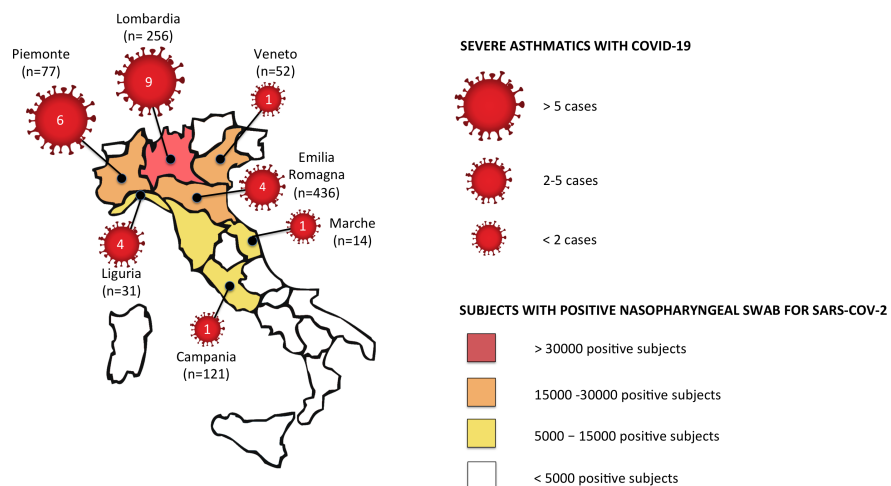 Lombardia
(n= 256)
Piemonte
(n=77)
Veneto
(n=52)
9
6
1
Emilia
Romagna
(n=436)
4
Marche
(n=14)
1
4
Liguria
(n=31)
1
Campania
(n=121)
SEVERE ASTHMATICS WITH COVID-19
> 5 cases
2-5 cases
< 2 cases
SUBJECTS WITH POSITIVE NASOPHARYNGEAL SWAB FOR SARS-COV-2
> 30000 positive subjects
15000 -30000 positive subjects
5000 – 15000 positive subjects
< 5000 positive subjects